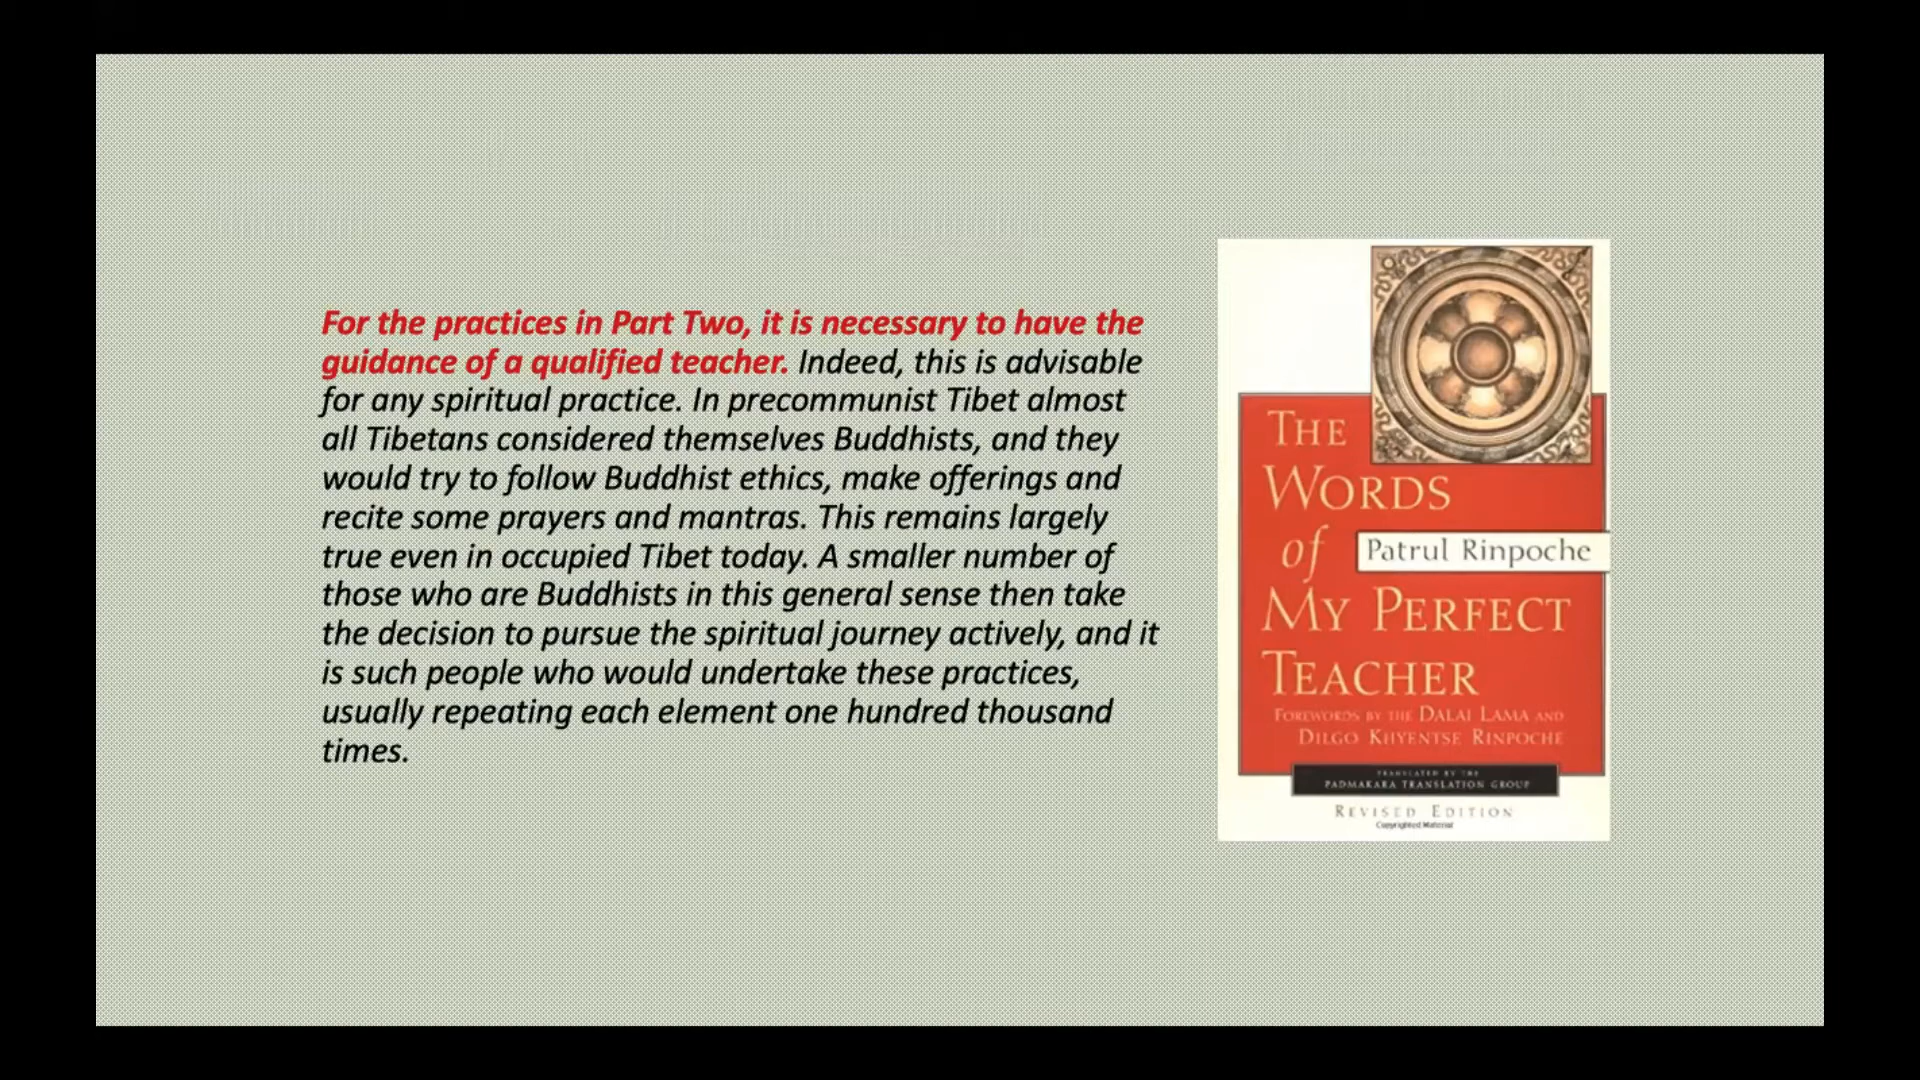 For the practices in Part Two, it is necessary to have the
guidance of a qualified teacher. Indeed, this is advisable
for any spiritual practice. In precommunist Tibet almost
all Tibetans considered themselves Buddhists, and they
would try to follow Buddhist ethics, make offerings and
recite some prayers and mantras. This remains largely
true even in occupied Tibet today. A smaller number of
those who are Buddhists in this general sense then take
the decision to pursue the spiritual journey actively, and it
is such people who would undertake these practices,
usually repeating each element one hundred thousand
times.
THE
WORDS
of
Patrul Rinpoche
MY PERFECT
TEACHER
FOREWORDS BY THE DALAI LAMA AND
DILGO KHYENTSE RINPOCHE
TRANSLATED BY THE
PADMAKARA TRANSLATION GROUP
REVISED EDITION
Copyrighted Material